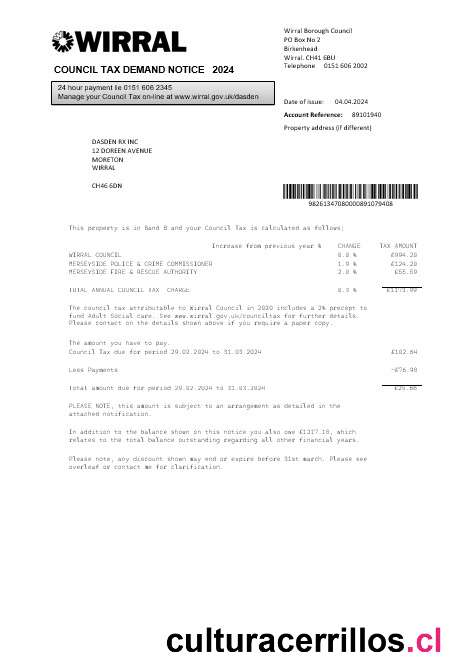 WIRRAL
Wirral Borough Council
PO Box No 2
Birkenhead
Wirral. CH41 6BU
Telephone 0151 606 2002
COUNCIL TAX DEMAND NOTICE 2024
24 hour payment lie 0151 606 2345
Manage your Council Tax on-line at www.wirral.gov.uk/dasden
Date of issue: 04.04.2024
Account Reference: 89101940
Property address (if different)
DASDEN RX INC
12 DOREEN AVENUE
MORETON
WIRRAL
CH46 6DN
98261347080000891079408
This property is in Band B and your Council Tax is calculated as follows:
Increase from previous year % CHANGE TAX AMOUNT
WIRRAL COUNCIL £994.20
MERSEYSIDE POLICE & CRIME COMMISSIONER 1.9 % £124.20
MERSEYSIDE FIRE & RESCUE AUTHORITY 2.0 %
TOTAL ANNUAL COUNCIL TAX CHARGE
The council tax attributable to Wirral Council in 2020 includes a 2% precept to
fund Adult Social care. See www.wirral.gov.uk/counciltax for further details.
Please contact on the details shown above if you require a paper copy.
The amount you have to pay.
Council Tax due for period 29.02.2024 to 31.03 2024 £102.64
Less Payments -£76.98
Total amount due for period 29.02.2024 to 31.03.2024 £25.66
PLEASE NOTE, this amount is subject to an arrangement as detailed in the
attached notification.
In addition to the balance shown on this notice you also owe which
relates to the total balance outstanding regarding all other financial years.
Please note, any discount shown may end or expire before 31st march. Please see
overleaf or contact me for clarification.
culturacerrillos.cl